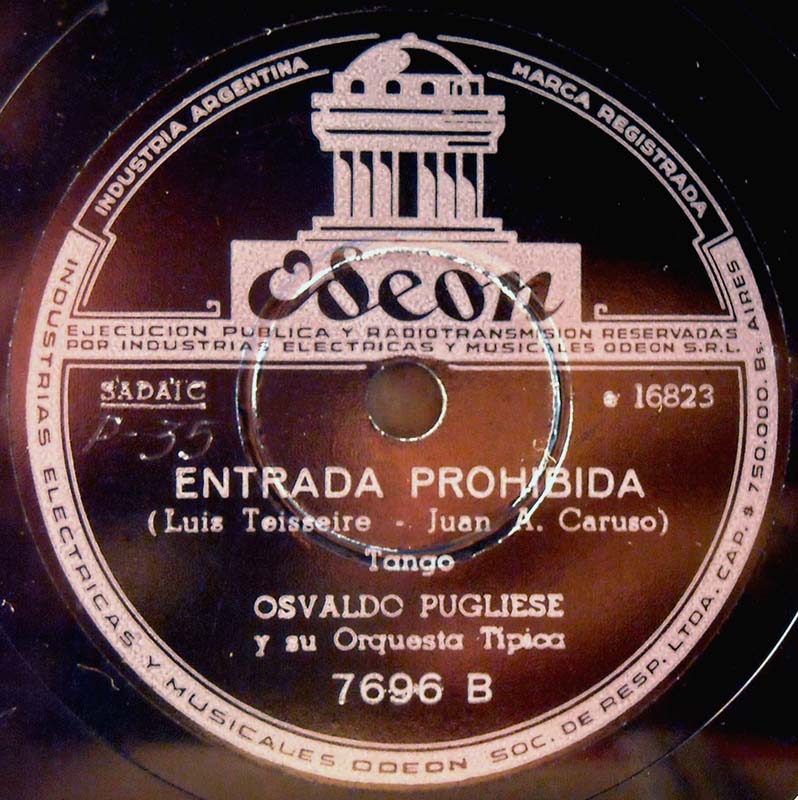 INDUSTRIA ARGENTINA
MARCA REGISTRADA
Odeon
EJECUCION PUBLICA Y RADIOTRANSMISION RESERVADAS
POR INDUSTRIAS ELECTRICAS Y MUSICALES ODEON S.R.L.
SADAIC
e 16823
P-35
ENTRADA PROHIBIDA
(Luis Teisseire - Juan A. Caruso)
Tango
OSVALDO PUGLIESE
y su Orquesta Típica
7696 B
INDUSTRIAS ELECTRICAS Y MUSICALES ODEON SOC. DE RESP. LTDA. CAP. $ 750.000. Bs. AIRES